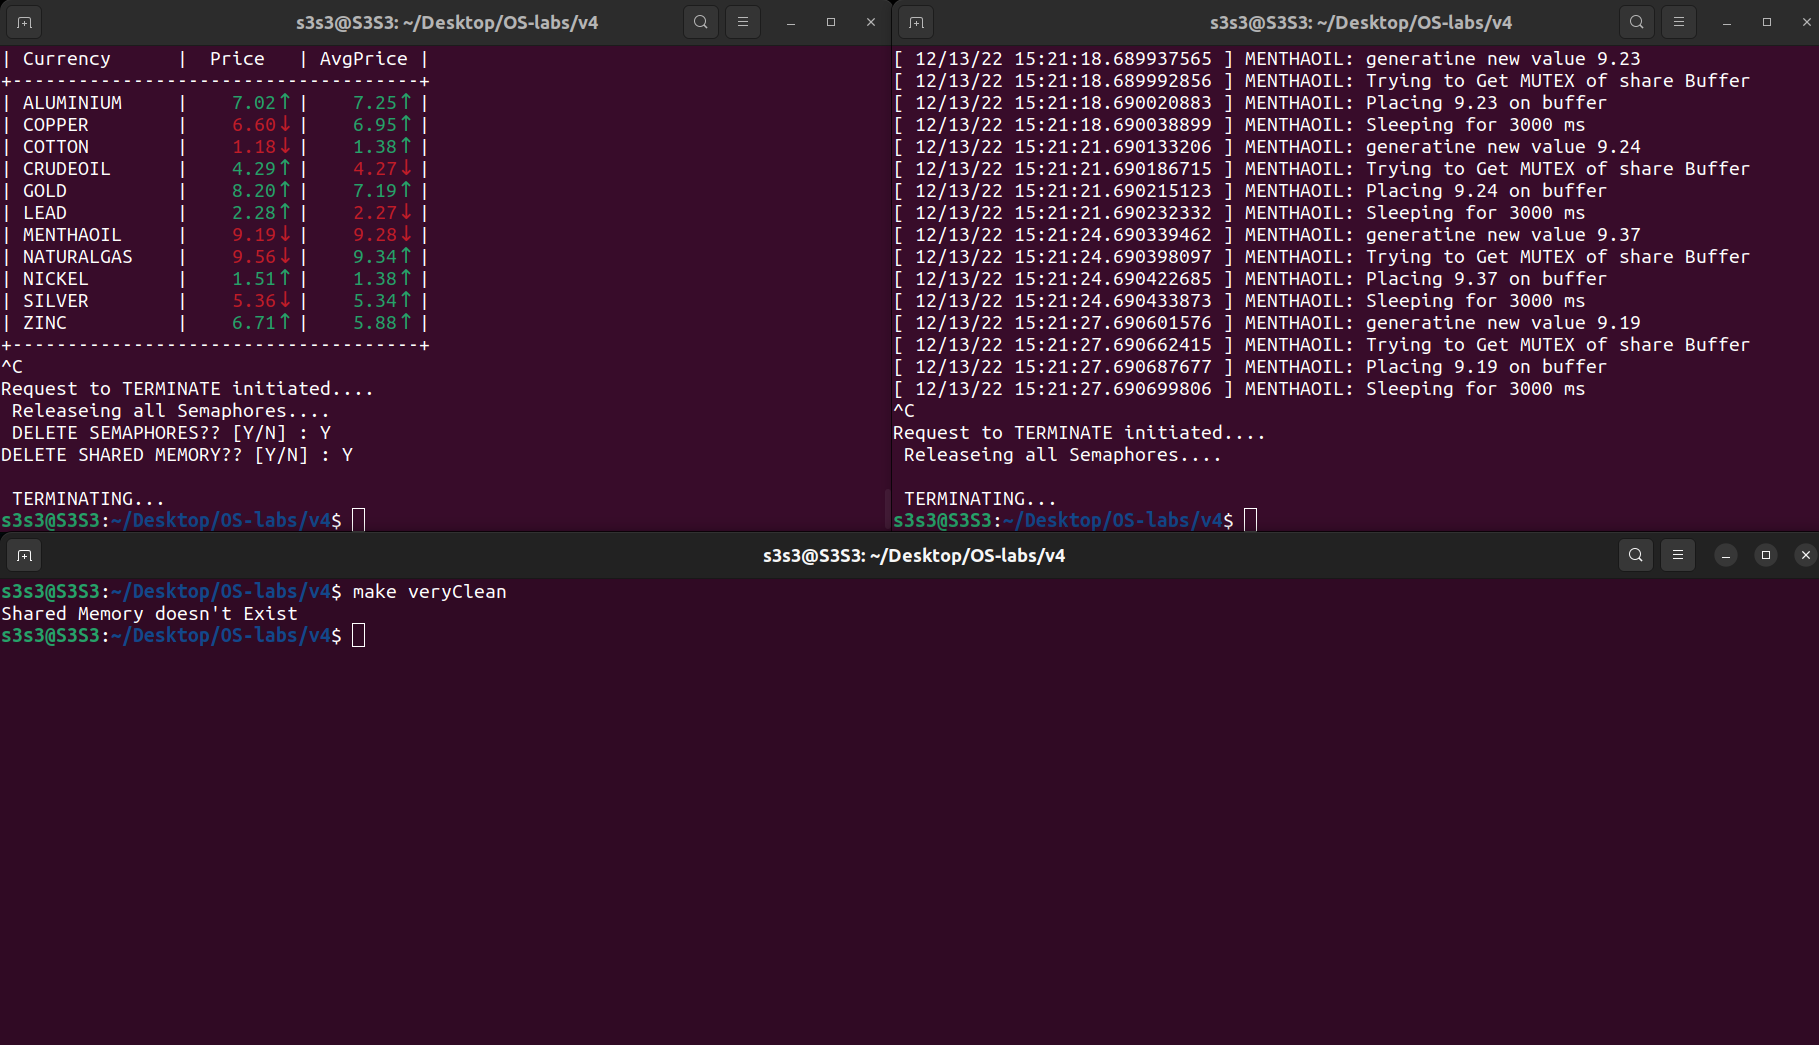 s3s3@S3S3: ~/Desktop/OS-labs/v4
| Currency      |  Price   | AvgPrice |
+-------------------------------------+
| ALUMINIUM     |    7.02↑ |    7.25↑ |
| COPPER        |    6.60↓ |    6.95↑ |
| COTTON        |    1.18↓ |    1.38↑ |
| CRUDEOIL      |    4.29↑ |    4.27↓ |
| GOLD          |    8.20↑ |    7.19↑ |
| LEAD          |    2.28↑ |    2.27↓ |
| MENTHAOIL     |    9.19↓ |    9.28↓ |
| NATURALGAS    |    9.56↓ |    9.34↑ |
| NICKEL        |    1.51↑ |    1.38↑ |
| SILVER        |    5.36↓ |    5.34↑ |
| ZINC          |    6.71↑ |    5.88↑ |
+-------------------------------------+
^C
Request to TERMINATE initiated....
 Releaseing all Semaphores....
 DELETE SEMAPHORES?? [Y/N] : Y
DELETE SHARED MEMORY?? [Y/N] : Y
 TERMINATING...
s3s3@S3S3:~/Desktop/OS-labs/v4$
s3s3@S3S3: ~/Desktop/OS-labs/v4
[ 12/13/22 15:21:18.689937565 ] MENTHAOIL: generatine new value 9.23
[ 12/13/22 15:21:18.689992856 ] MENTHAOIL: Trying to Get MUTEX of share Buffer
[ 12/13/22 15:21:18.690020883 ] MENTHAOIL: Placing 9.23 on buffer
[ 12/13/22 15:21:18.690038899 ] MENTHAOIL: Sleeping for 3000 ms
[ 12/13/22 15:21:21.690133206 ] MENTHAOIL: generatine new value 9.24
[ 12/13/22 15:21:21.690186715 ] MENTHAOIL: Trying to Get MUTEX of share Buffer
[ 12/13/22 15:21:21.690215123 ] MENTHAOIL: Placing 9.24 on buffer
[ 12/13/22 15:21:21.690232332 ] MENTHAOIL: Sleeping for 3000 ms
[ 12/13/22 15:21:24.690339462 ] MENTHAOIL: generatine new value 9.37
[ 12/13/22 15:21:24.690398097 ] MENTHAOIL: Trying to Get MUTEX of share Buffer
[ 12/13/22 15:21:24.690422685 ] MENTHAOIL: Placing 9.37 on buffer
[ 12/13/22 15:21:24.690433873 ] MENTHAOIL: Sleeping for 3000 ms
[ 12/13/22 15:21:27.690601576 ] MENTHAOIL: generatine new value 9.19
[ 12/13/22 15:21:27.690662415 ] MENTHAOIL: Trying to Get MUTEX of share Buffer
[ 12/13/22 15:21:27.690687677 ] MENTHAOIL: Placing 9.19 on buffer
[ 12/13/22 15:21:27.690699806 ] MENTHAOIL: Sleeping for 3000 ms
^C
Request to TERMINATE initiated....
 Releaseing all Semaphores....
 TERMINATING...
s3s3@S3S3:~/Desktop/OS-labs/v4$
s3s3@S3S3: ~/Desktop/OS-labs/v4
s3s3@S3S3:~/Desktop/OS-labs/v4$ make veryClean
Shared Memory doesn't Exist
s3s3@S3S3:~/Desktop/OS-labs/v4$